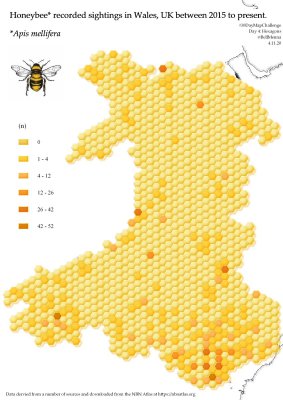 Honeybee* recorded sightings in Wales, UK between 2015 to present.
*Apis mellifera
#30DayMapChallenge
Day 4: Hexagons
4.11.20
(n)
0
1 - 4
4 - 12
12 - 26
26 - 42
42 - 52
Data derived from a number of sources and downloaded from the NBN Atlas at https://nbnatlas.org